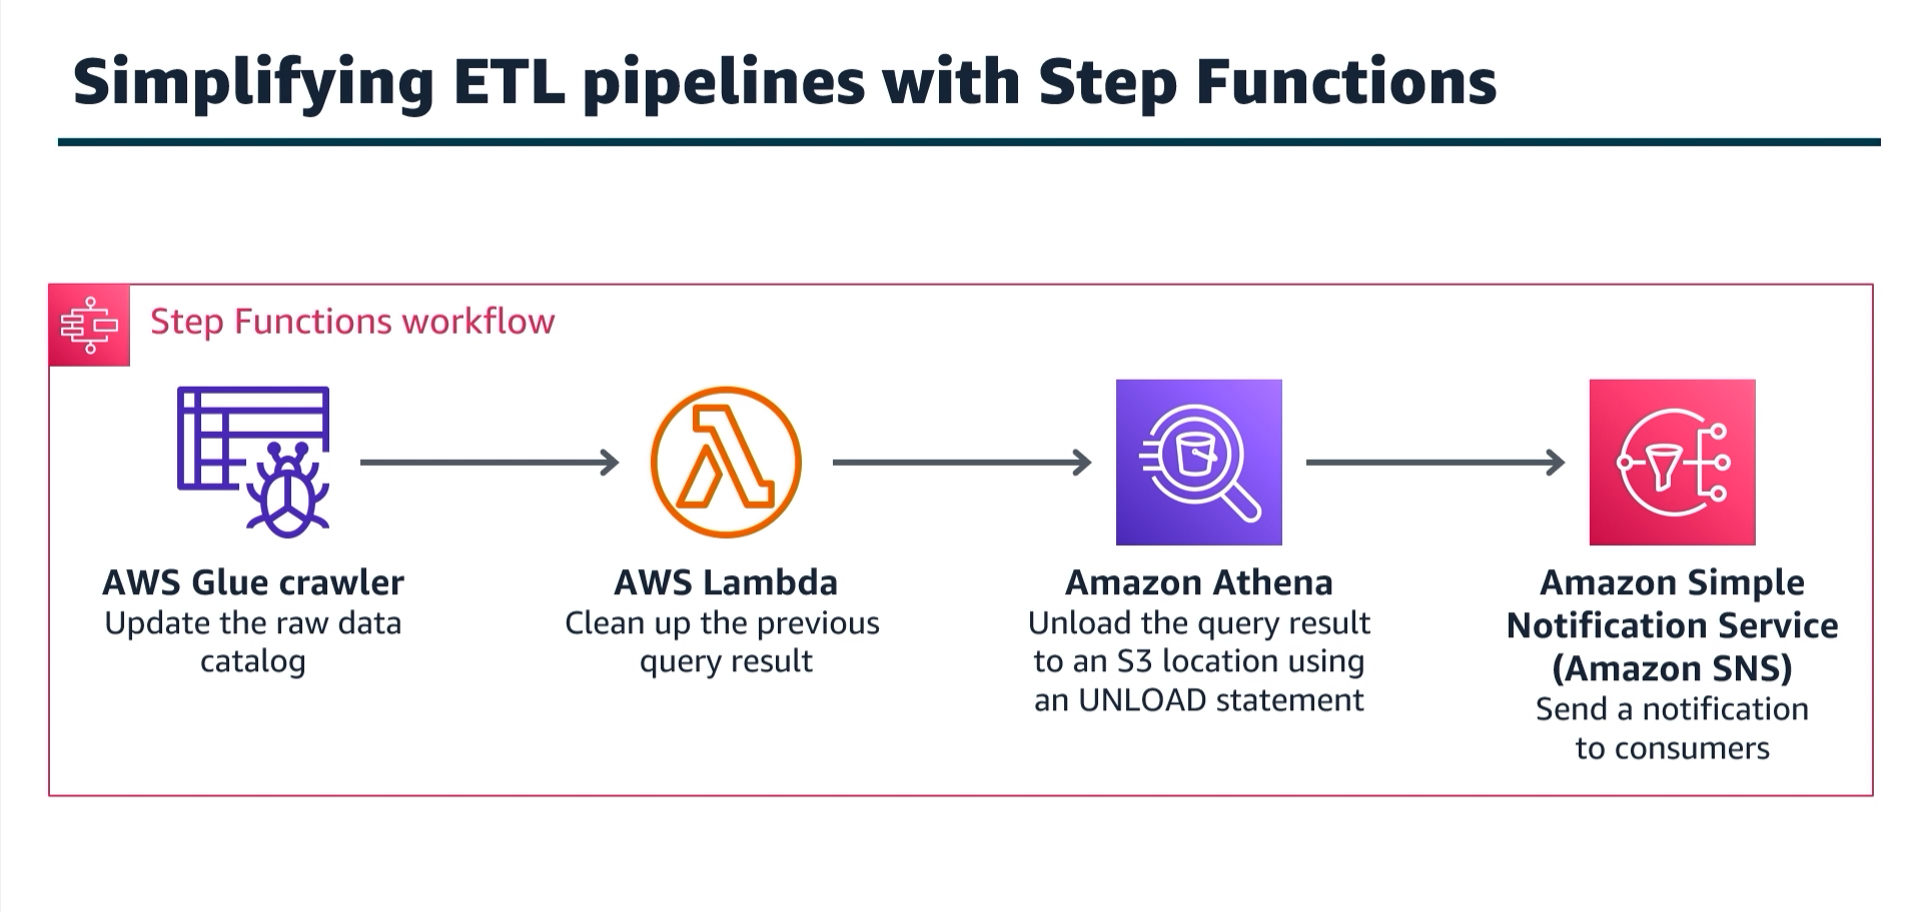 Simplifying ETL pipelines with Step Functions
Step Functions workflow
AWS Glue crawler
Update the raw data
catalog
AWS Lambda
Clean up the previous
query result
Amazon Athena
Unload the query result
to an S3 location using
an UNLOAD statement
Amazon Simple
Notification Service
(Amazon SNS)
Send a notification
to consumers